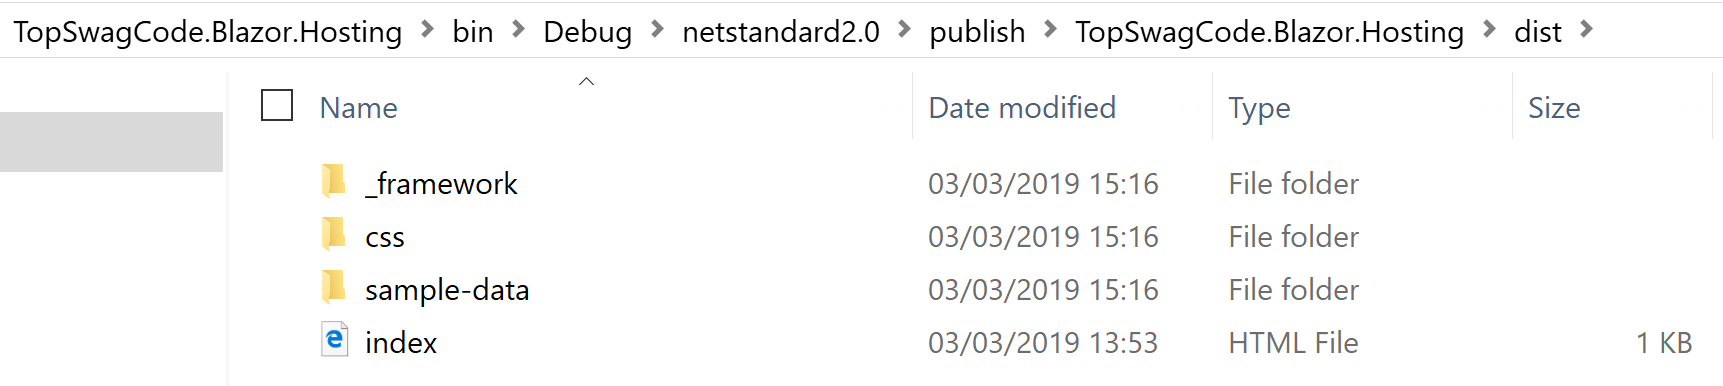 TopSwagCode.Blazor.Hosting > bin > Debug > netstandard2.0 > publish > TopSwagCode.Blazor.Hosting > dist >
Name Date modified Type Size
_framework 03/03/2019 15:16 File folder
css 03/03/2019 15:16 File folder
sample-data 03/03/2019 15:16 File folder
index 03/03/2019 13:53 HTML File 1 KB